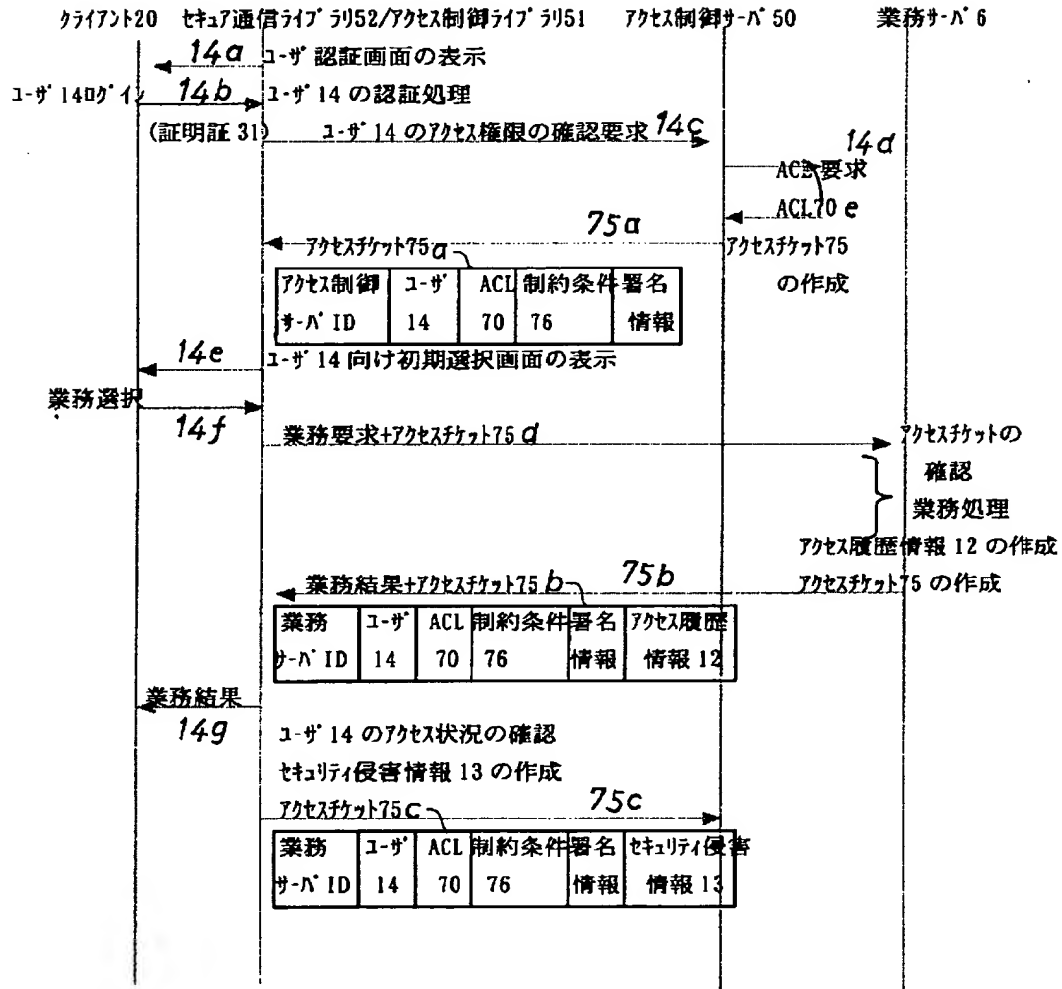 クライアント20 セキュア通信ライブラリ52/アクセス制御ライブラリ51 アクセス制御サーバ50 業務サーバ6
14a ユーザ認証画面の表示
ユーザ14ログイン 14b ユーザ14の認証処理
(証明証31) ユーザ14のアクセス権限の確認要求 14c
14d
ACL要求
ACL70 e
75a
アクセスチケット75a
アクセスチケット75
の作成
アクセス制御 ユーザ ACL 制約条件 署名
サーバID 14 70 76 情報
14e ユーザ14向け初期選択画面の表示
業務選択
14f 業務要求+アクセスチケット75 d
アクセスチケットの
確認
業務処理
アクセス履歴情報12の作成
業務結果+アクセスチケット75 b 75b アクセスチケット75の作成
業務 ユーザ ACL 制約条件 署名 アクセス履歴
サーバID 14 70 76 情報 情報12
業務結果
14g ユーザ14のアクセス状況の確認
セキュリティ侵害情報13の作成
アクセスチケット75c 75c
業務 ユーザ ACL 制約条件 署名 セキュリティ侵害
サーバID 14 70 76 情報 情報13